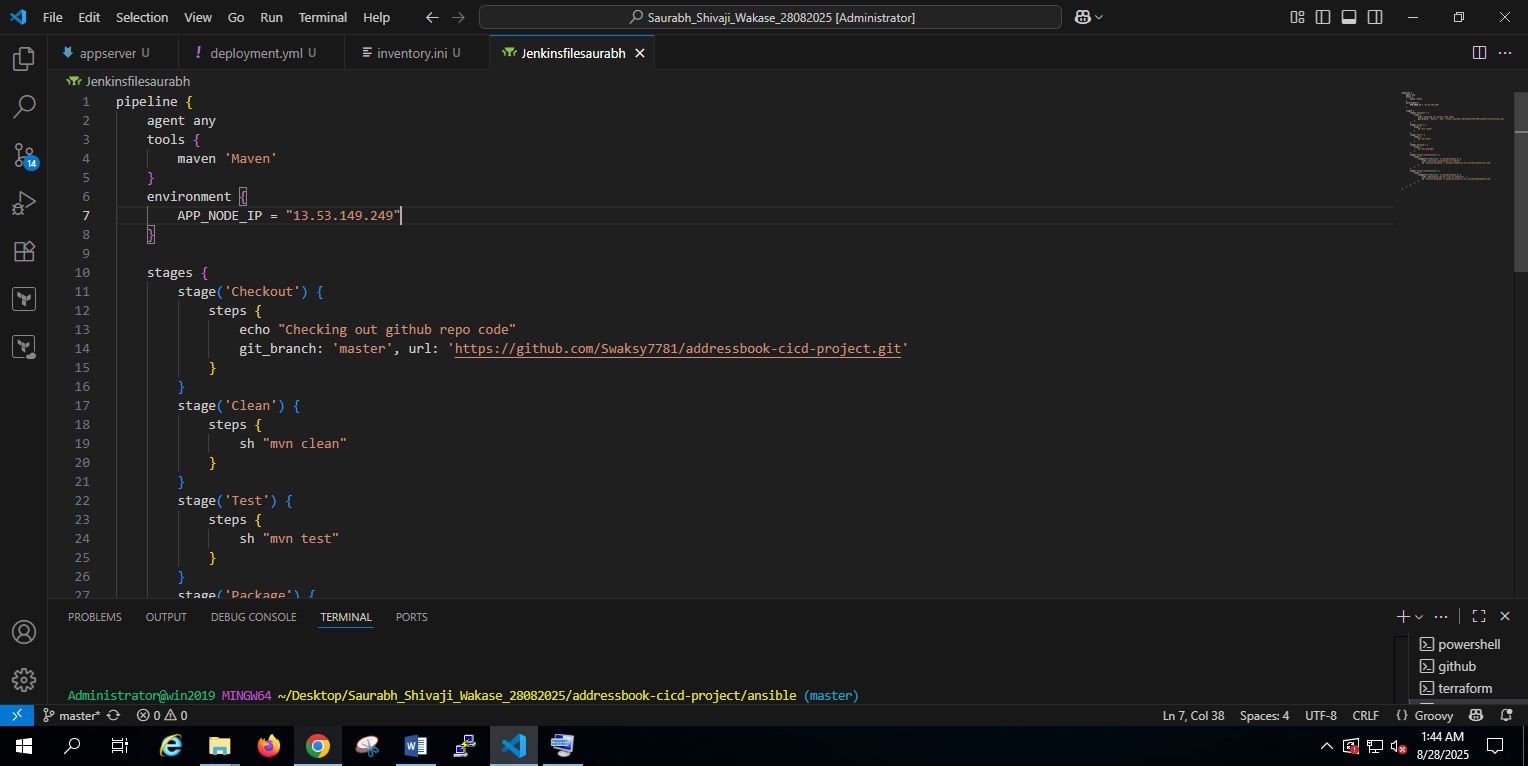 File Edit Selection View Go Run Terminal Help
Saurabh_Shivaji_Wakase_28082025 [Administrator]
appserver U
deployment.yml U
inventory.ini U
Jenkinsfilesaurabh
Jenkinsfilesaurabh
1 pipeline {
2 agent any
3 tools {
4 maven 'Maven'
5 }
6 environment {
7 APP_NODE_IP = "13.53.149.249"
8 }
9
10 stages {
11 stage('Checkout') {
12 steps {
13 echo "Checking out github repo code"
14 git_branch: 'master', url: 'https://github.com/Swaksy7781/addressbook-cicd-project.git'
15 }
16 }
17 stage('Clean') {
18 steps {
19 sh "mvn clean"
20 }
21 }
22 stage('Test') {
23 steps {
24 sh "mvn test"
25 }
26 }
27 stage('Package') {
14
PROBLEMS OUTPUT DEBUG CONSOLE TERMINAL PORTS
powershell
github
terraform
Administrator@win2019 MINGW64 ~/Desktop/Saurabh_Shivaji_Wakase_28082025/addressbook-cicd-project/ansible (master)
master* 0 0 Ln 7, Col 38 Spaces: 4 UTF-8 CRLF {} Groovy
1:44 AM
8/28/2025